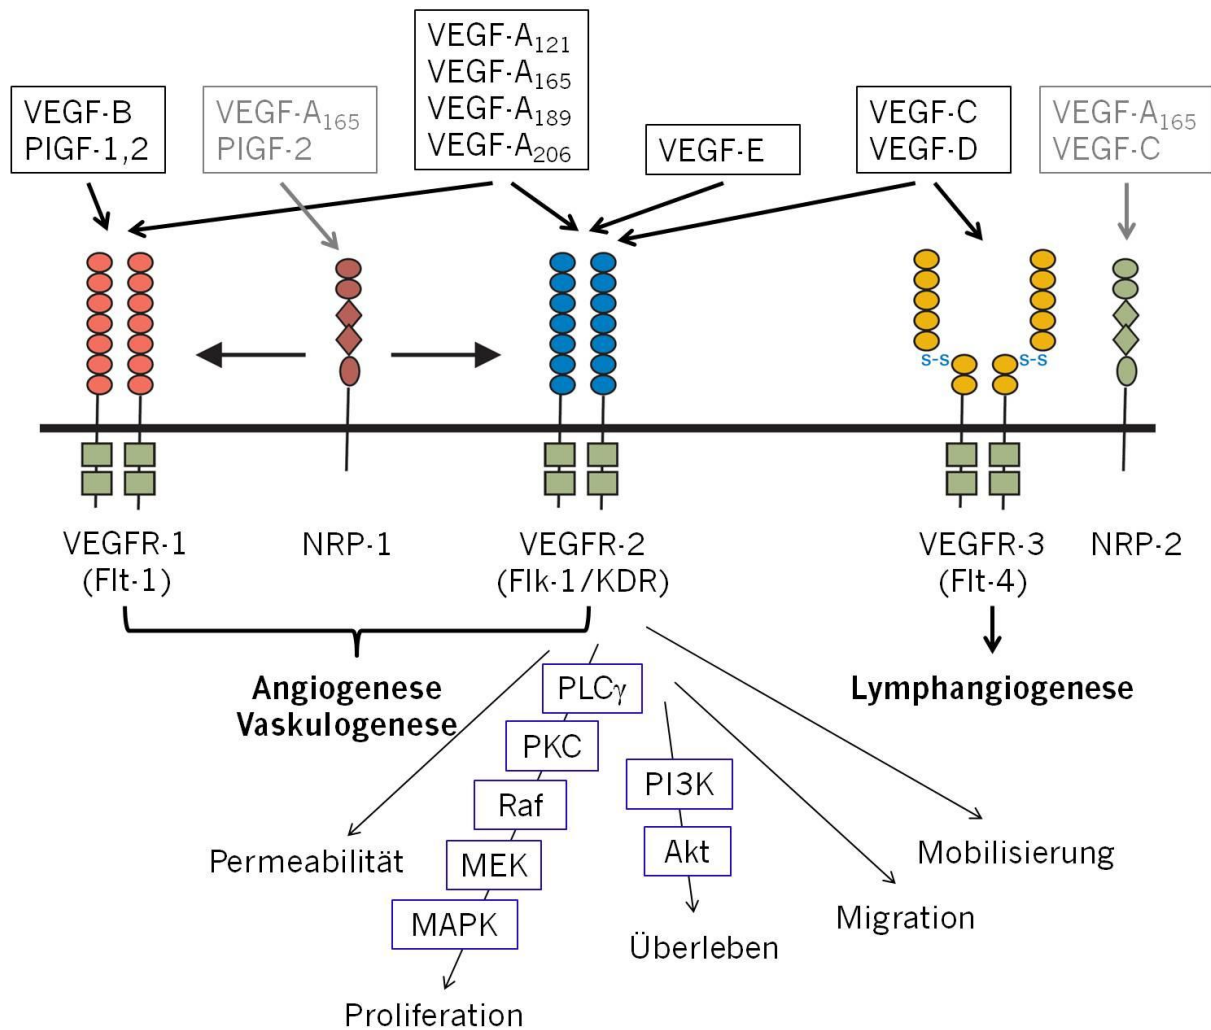 VEGF-A121
VEGF-A165
VEGF-A189
VEGF-A206
VEGF-B
PIGF-1,2
VEGF-A165
PIGF-2
VEGF-E
VEGF-C
VEGF-D
VEGF-A165
VEGF-C
S-S
S-S
VEGFR-1
(Flt-1)
NRP-1
VEGFR-2
(Flk-1/KDR)
VEGFR-3
(Flt-4)
NRP-2
Angiogenese
Vaskulogenese
Lymphangiogenese
PLCγ
PKC
Raf
MEK
MAPK
PI3K
Akt
Permeabilität
Proliferation
Überleben
Migration
Mobilisierung